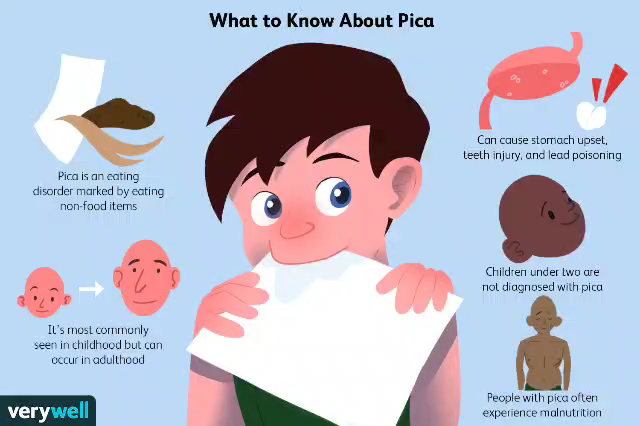 What to Know About Pica
Pica is an eating
disorder marked by eating
non-food items
It's most commonly
seen in childhood but can
occur in adulthood
Can cause stomach upset,
teeth injury, and lead poisoning
Children under two are
not diagnosed with pica
People with pica often
experience malnutrition
verywell